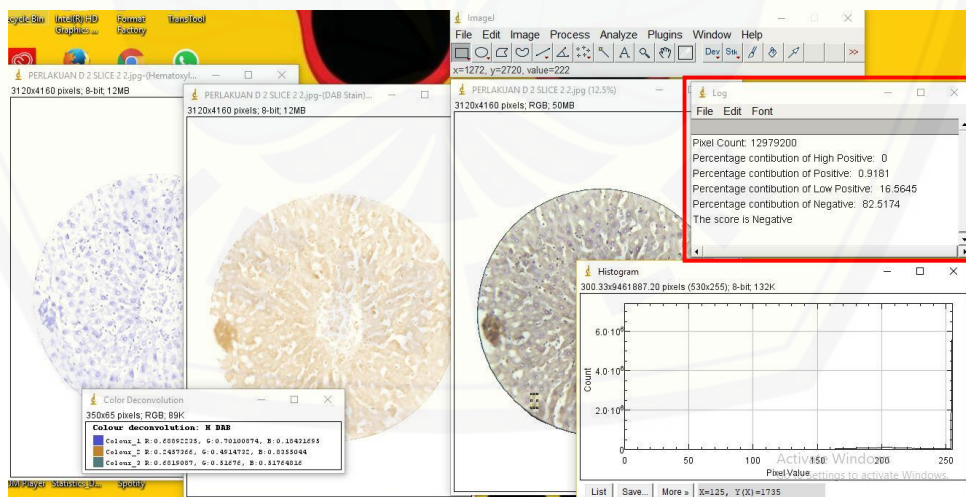 Recycle Bin Intel(R) HD Graphics ... Format Factory TransTool
ImageJ
File Edit Image Process Analyze Plugins Window Help
Dev Stk >>
x=1272, y=2720, value=222
PERLAKUAN D 2 SLICE 2 2.jpg-(Hematoxyl...
3120x4160 pixels; 8-bit; 12MB
PERLAKUAN D 2 SLICE 2 2.jpg-(DAB Stain)...
3120x4160 pixels; 8-bit; 12MB
PERLAKUAN D 2 SLICE 2 2.jpg (12.5%)
3120x4160 pixels; RGB; 50MB
Log
File Edit Font
Pixel Count: 12979200
Percentage contibution of High Positive: 0
Percentage contibution of Positive: 0.9181
Percentage contibution of Low Positive: 16.5645
Percentage contibution of Negative: 82.5174
The score is Negative
Histogram
300.33x9461887.20 pixels (530x255); 8-bit; 132K
6.0·10⁶
4.0·10⁶
2.0·10⁶
Count
0 50 100 150 200 250
Pixel Value
Activate Windows
Go to Settings to activate Windows.
List Save... More » X=125, Y(X)=1735
Color Deconvolution
350x65 pixels; RGB; 89K
Colour deconvolution: H DAB
Colour_1 R:
Colour_2 R:
Colour_3 R:
Spotify